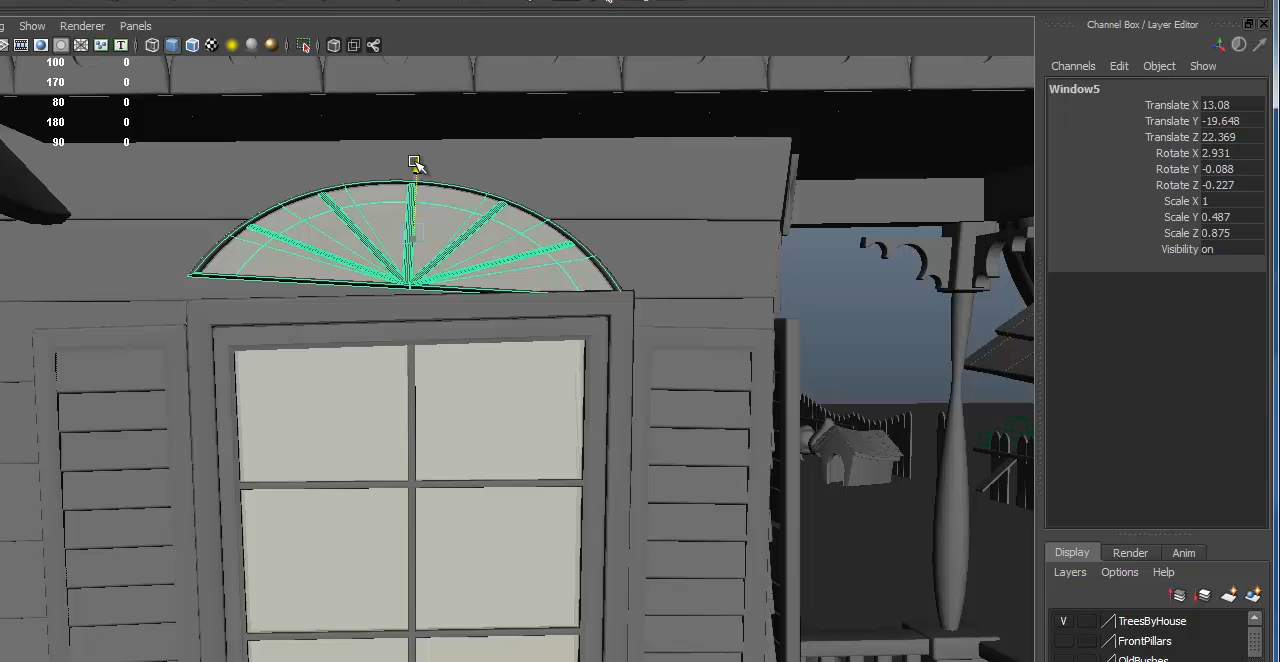 Show Renderer Panels
T
100 0
170 0
80 0
180 0
90 0
Channel Box / Layer Editor
Channels Edit Object Show
Window5
Translate X 13.08
Translate Y -19.648
Translate Z 22.369
Rotate X 2.931
Rotate Y -0.088
Rotate Z -0.227
Scale X 1
Scale Y 0.487
Scale Z 0.875
Visibility on
Display Render Anim
Layers Options Help
V TreesByHouse
FrontPillars
OldBushes